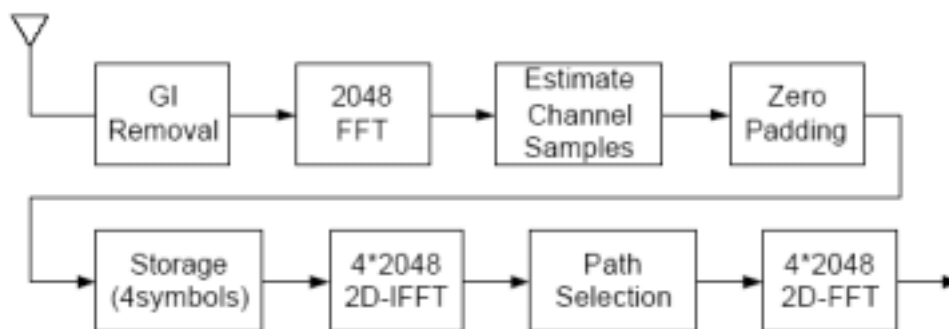 GI
Removal
2048
FFT
Estimate
Channel
Samples
Zero
Padding
Storage
(4symbols)
4*2048
2D-IFFT
Path
Selection
4*2048
2D-FFT